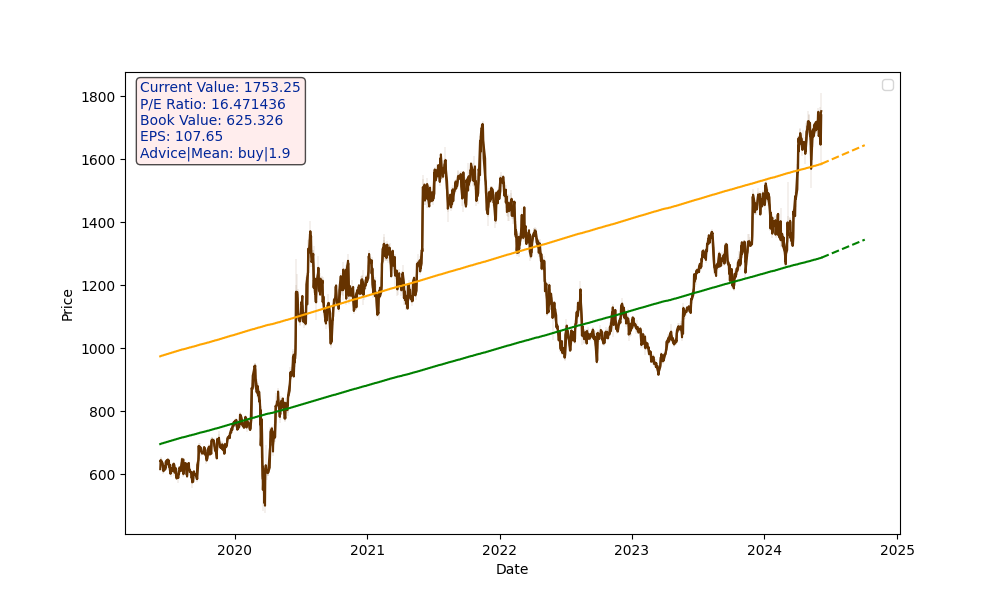 Current Value: 1753.25
P/E Ratio: 16.471436
Book Value: 625.326
EPS: 107.65
Advice|Mean: buy|1.9
1800
1600
1400
1200
1000
800
600
Price
2020 2021 2022 2023 2024 2025
Date